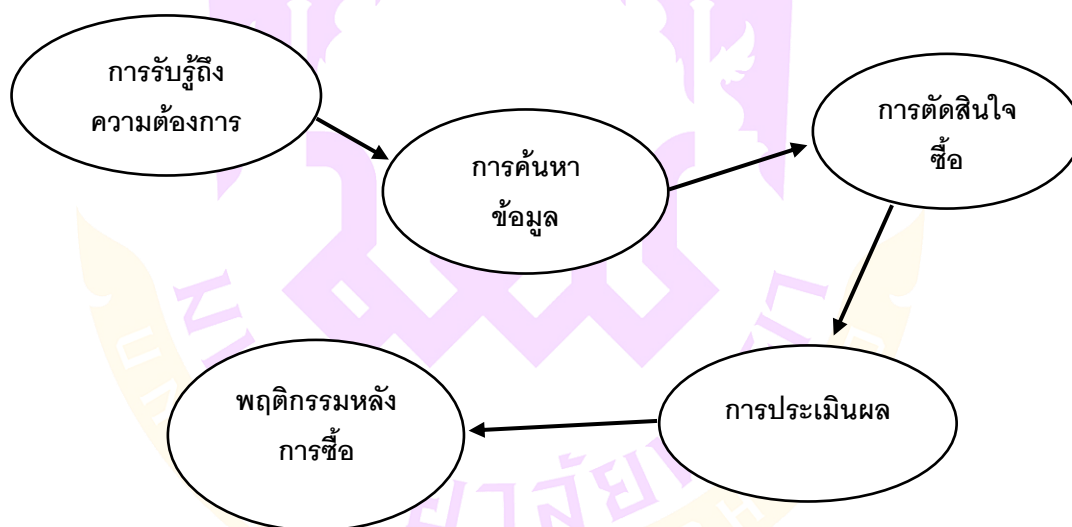 การรับรู้ถึง
ความต้องการ
การค้นหา
ข้อมูล
การตัดสินใจ
ซื้อ
การประเมินผล
พฤติกรรมหลัง
การซื้อ